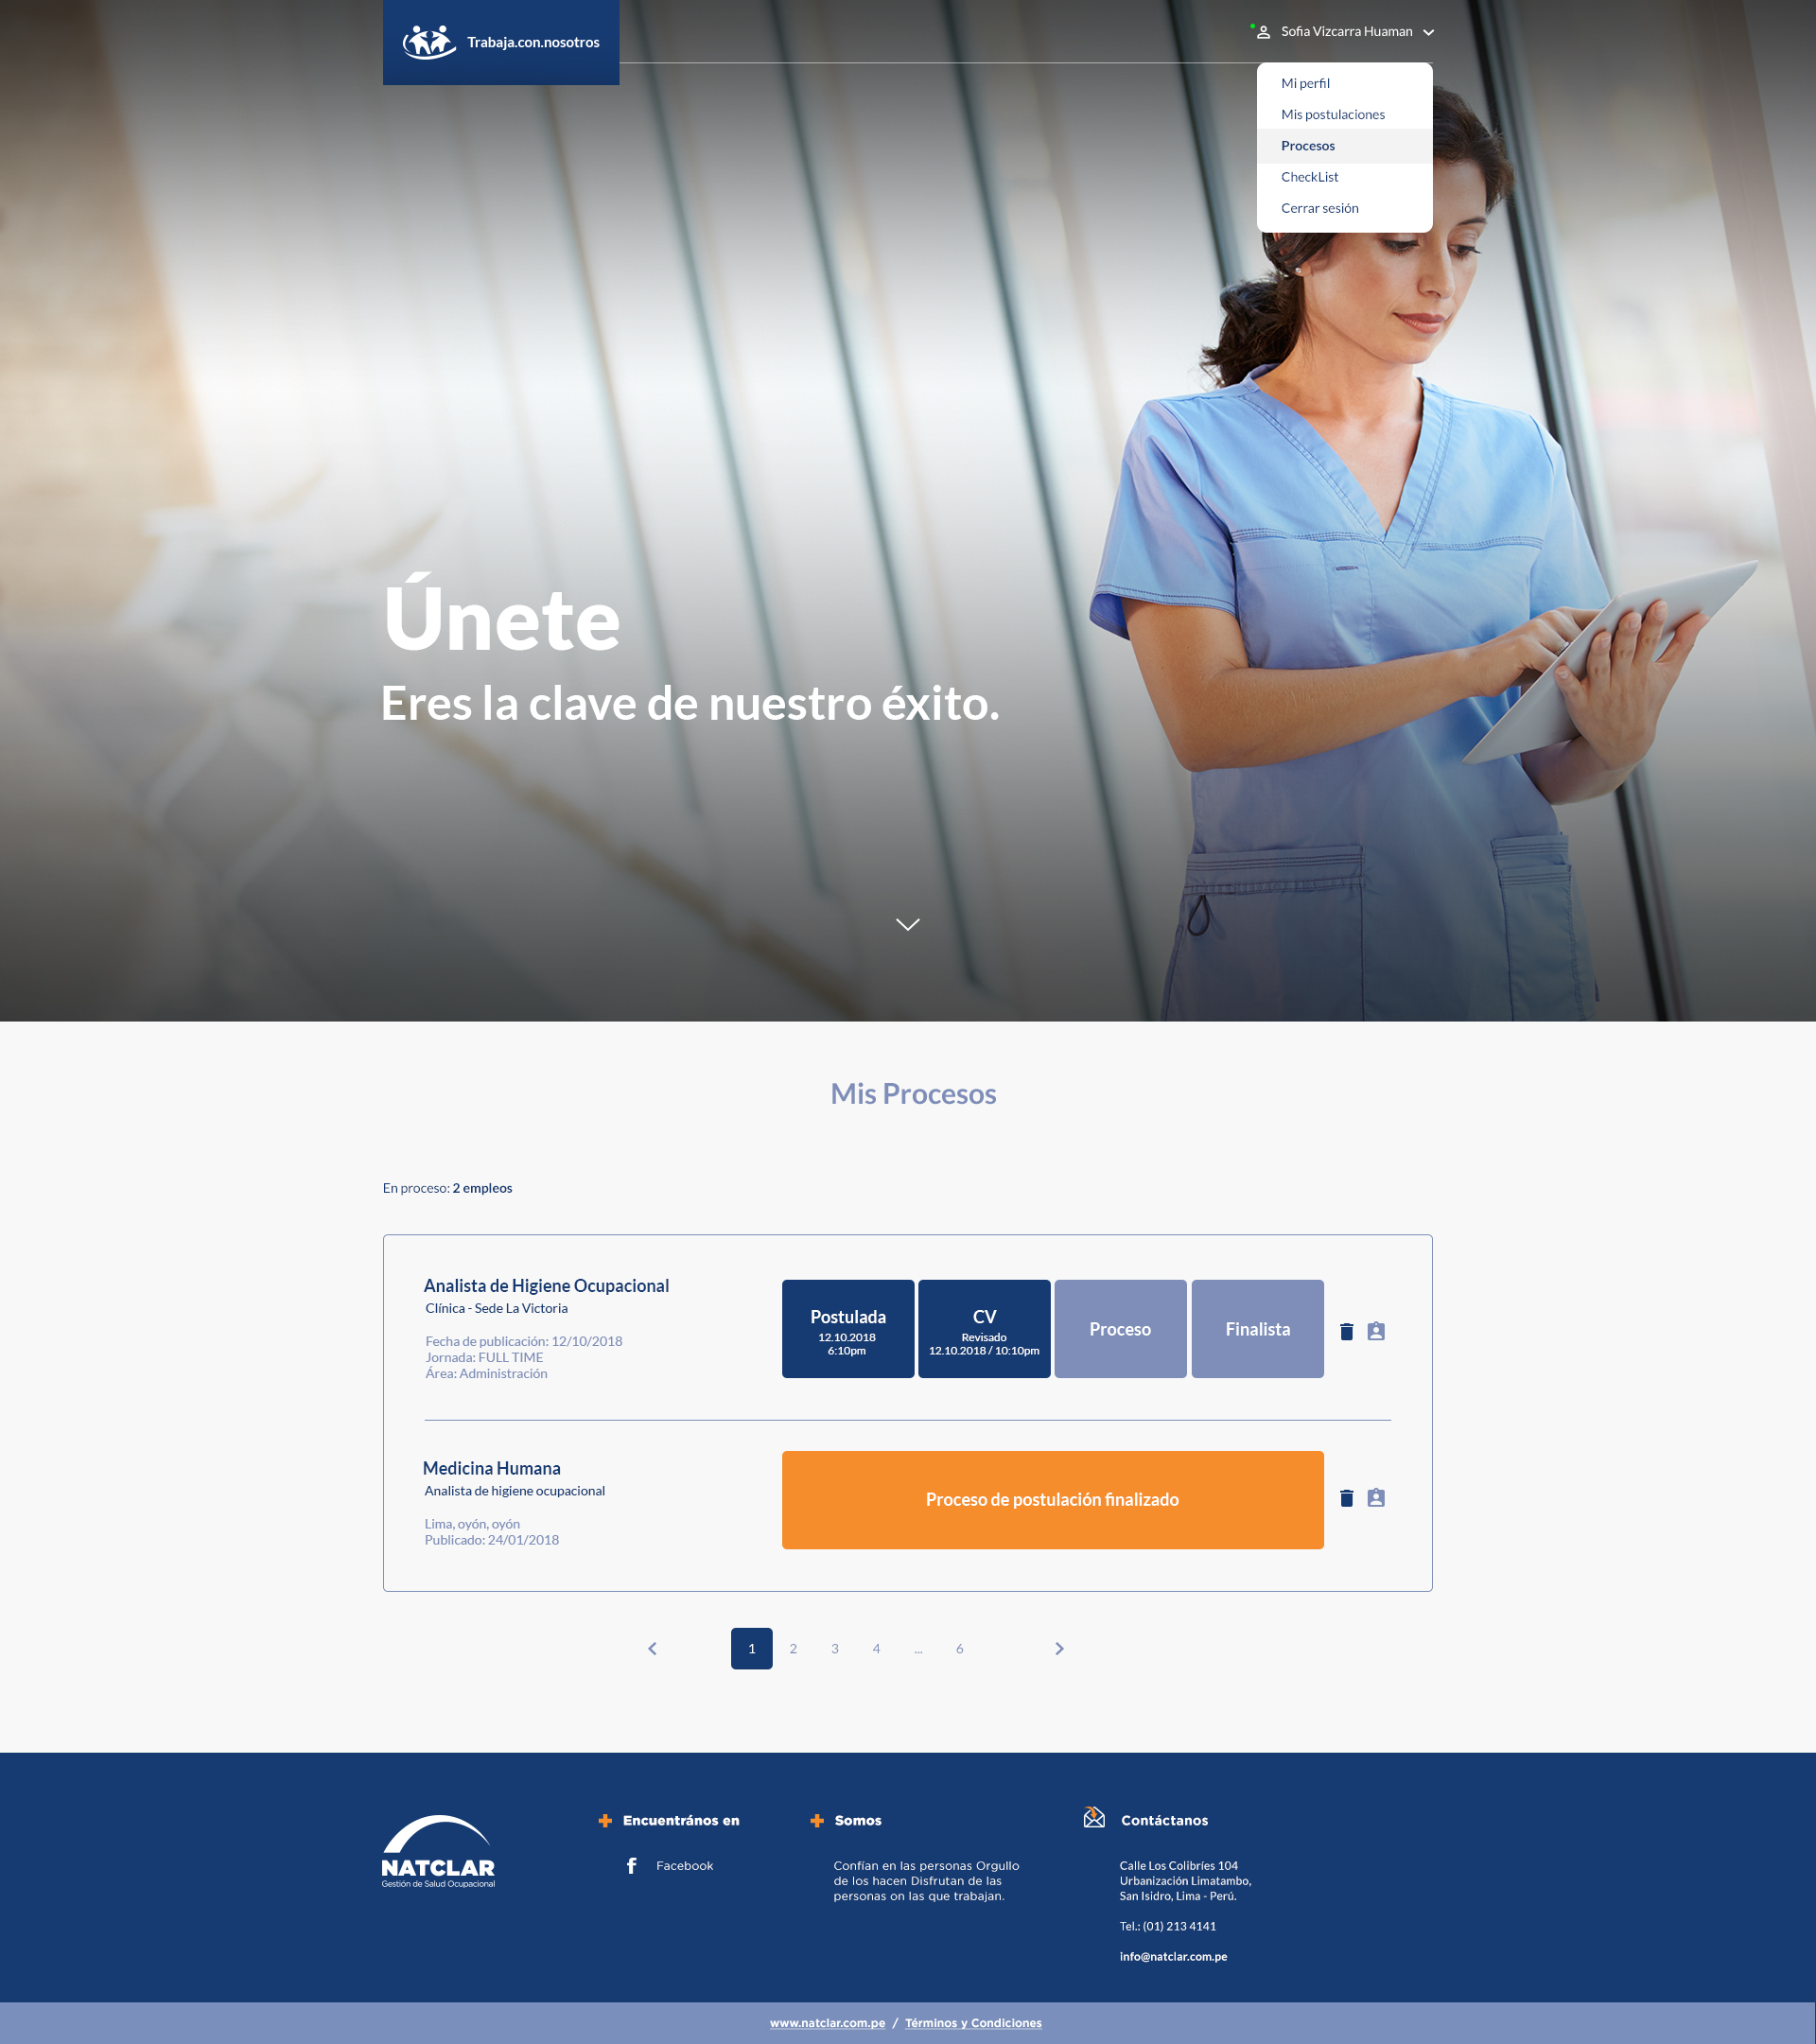 Trabaja.con.nosotros
Sofia Vizcarra Huaman
Mi perfil
Mis postulaciones
Procesos
CheckList
Cerrar sesión
Únete
Eres la clave de nuestro éxito.
Mis Procesos
En proceso: 2 empleos
Analista de Higiene Ocupacional
Clínica - Sede La Victoria
Fecha de publicación: 12/10/2018
Jornada: FULL TIME
Área: Administración
Postulada
12.10.2018
6:10pm
CV
Revisado
12.10.2018 / 10:10pm
Proceso
Finalista
Medicina Humana
Analista de higiene ocupacional
Lima, oyón, oyón
Publicado: 24/01/2018
Proceso de postulación finalizado
1 2 3 4 ... 6
NATCLAR
Gestión de Salud Ocupacional
Encuentrános en
f Facebook
Somos
Confían en las personas Orgullo
de los hacen Disfrutan de las
personas on las que trabajan.
Contáctanos
Calle Los Colibríes 104
Urbanización Limatambo,
San Isidro, Lima - Perú.
Tel.: (01) 213 4141
info@natclar.com.pe
www.natclar.com.pe / Términos y Condiciones